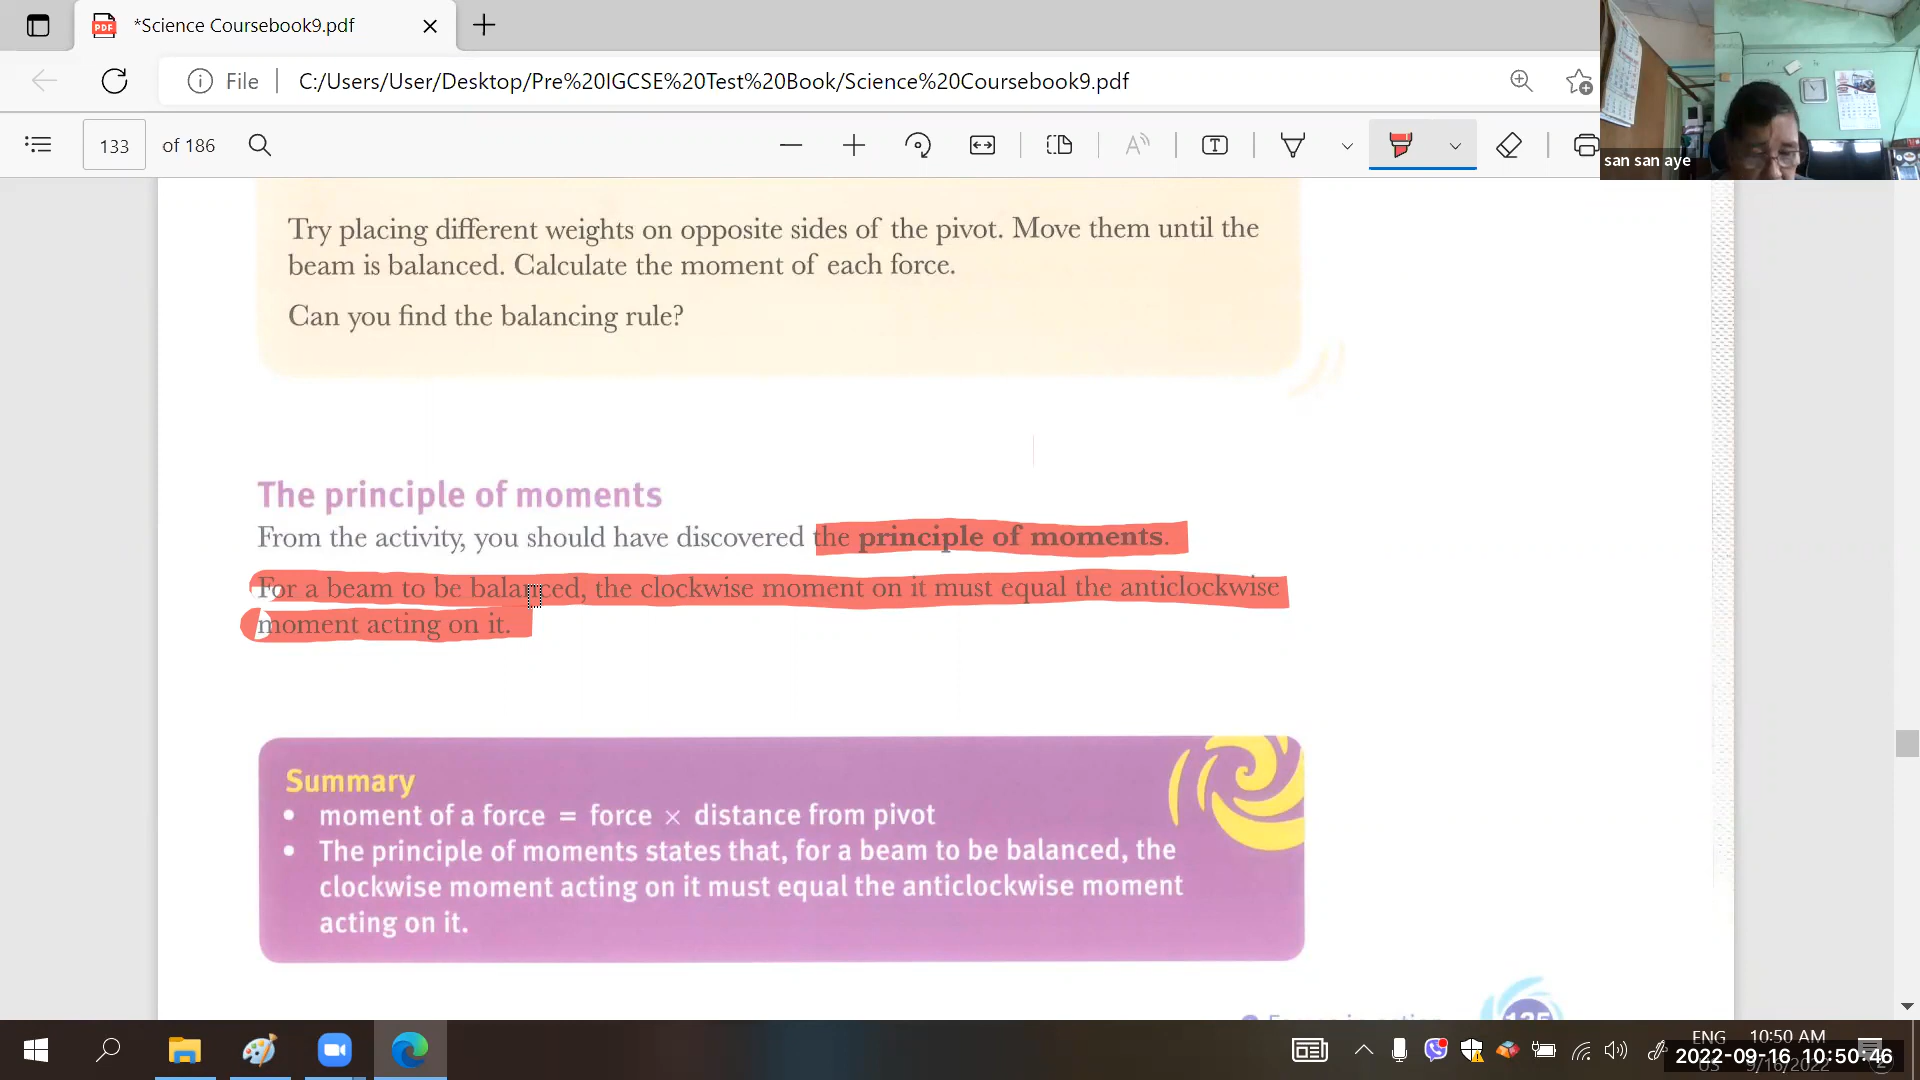 *Science Coursebook9.pdf
File
C:/Users/User/Desktop/Pre%20IGCSE%20Test%20Book/Science%20Coursebook9.pdf
133 of 186
san san aye
Try placing different weights on opposite sides of the pivot. Move them until the
beam is balanced. Calculate the moment of each force.
Can you find the balancing rule?
The principle of moments
From the activity, you should have discovered the principle of moments.
For a beam to be balanced, the clockwise moment on it must equal the anticlockwise
moment acting on it.
Summary
• moment of a force = force × distance from pivot
• The principle of moments states that, for a beam to be balanced, the
clockwise moment acting on it must equal the anticlockwise moment
acting on it.
ENG
10:50 AM
2022-09-16 10:50:46